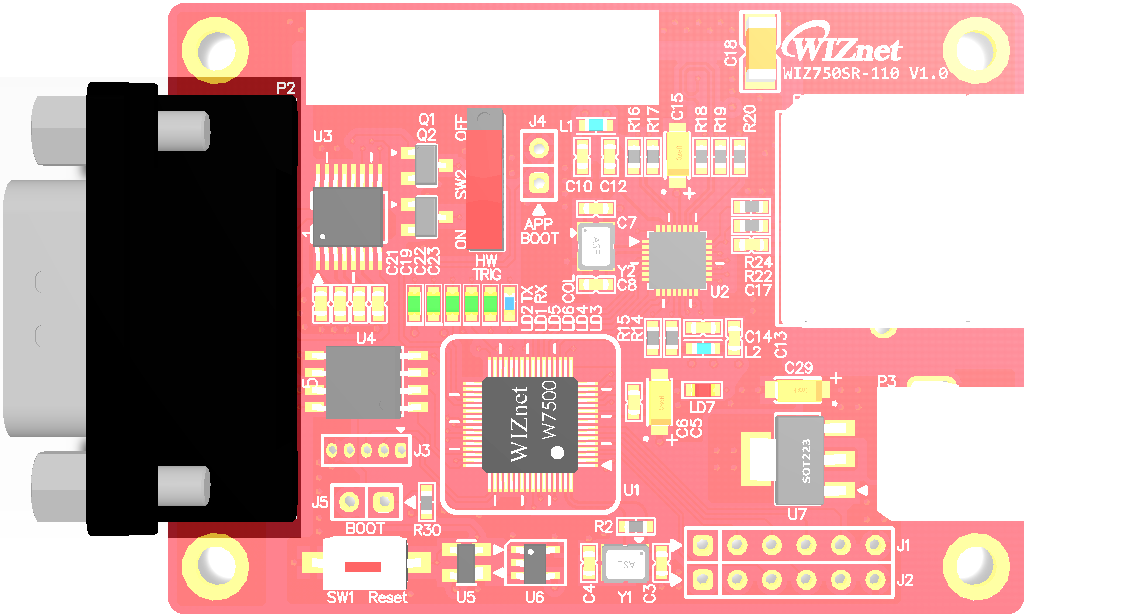 WIZnet
WIZ750SR-110 V1.0
C18
P2
U3
Q1
Q2
OFF
SW2
ON
HW
TRIG
J4
APP
BOOT
L1
C10
C12
R16
R17
C15
R18
R19
R20
C7
Y2
C8
U2
R24
R22
C17
C21
C19
C22
C23
LD2 TX
LD1 RX
LD5
LD6 COL
LD4
LD3
R15
R14
C14
L2
C13
U4
WIZnet
W7500
U1
C6
C5
LD7
C29
P3
SOT223
U7
J3
J5
BOOT
R30
SW1
Reset
U5
U6
R2
C4
Y1
C3
J1
J2